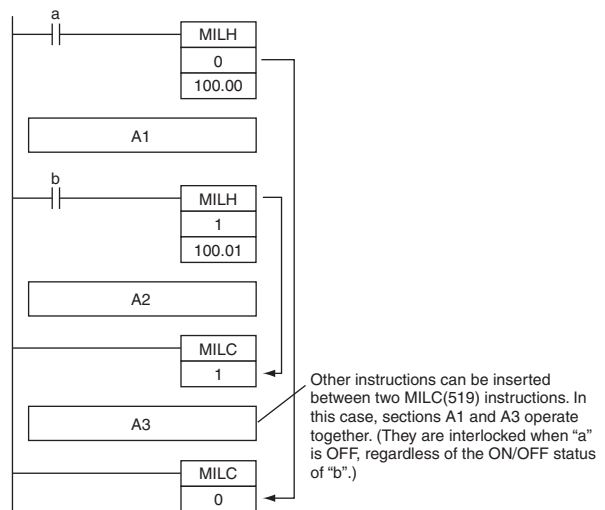 a
MILH
0
100.00
A1
b
MILH
1
100.01
A2
MILC
1
Other instructions can be inserted
between two MILC(519) instructions. In
this case, sections A1 and A3 operate
together. (They are interlocked when “a”
is OFF, regardless of the ON/OFF status
of “b”.)
A3
MILC
0